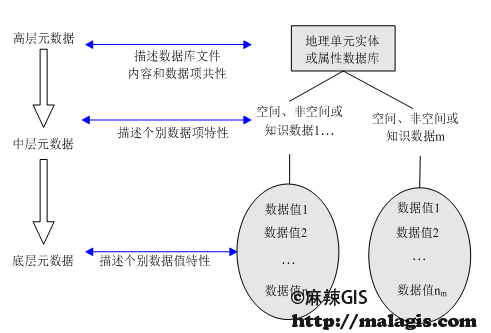 高层元数据
描述数据库文件
内容和数据项共性
地理单元实体
或属性数据库
描述个别数据项特性
空间、非空间或
知识数据1…
空间、非空间或
知识数据m
中层元数据
底层元数据
描述个别数据值特性
数据值1
数据值2
…
数据值n
数据值1
数据值2
…
数据值nm
©麻辣GIS
http://malagis.com